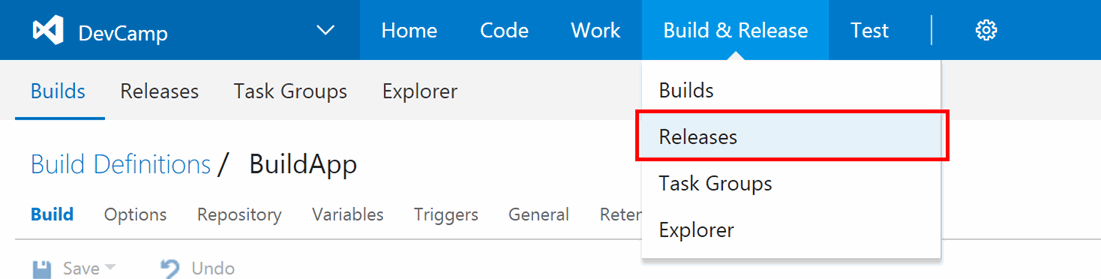 DevCamp Home Code Work Build & Release Test
Builds Releases Task Groups Explorer
Builds
Releases
Task Groups
Explorer
Build Definitions / BuildApp
Build Options Repository Variables Triggers General Reten
Save Undo